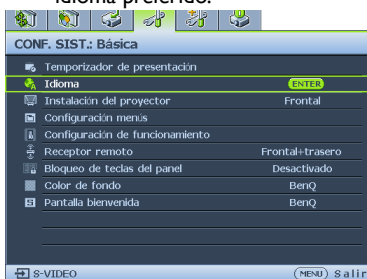 idioma preferido.
CONF. SIST.: Básica
Temporizador de presentación
Idioma ENTER
Instalación del proyector Frontal
Configuración menús
Configuración de funcionamiento
Receptor remoto Frontal+trasero
Bloqueo de teclas del panel Desactivado
Color de fondo BenQ
Pantalla bienvenida BenQ
S-VIDEO MENU Salir